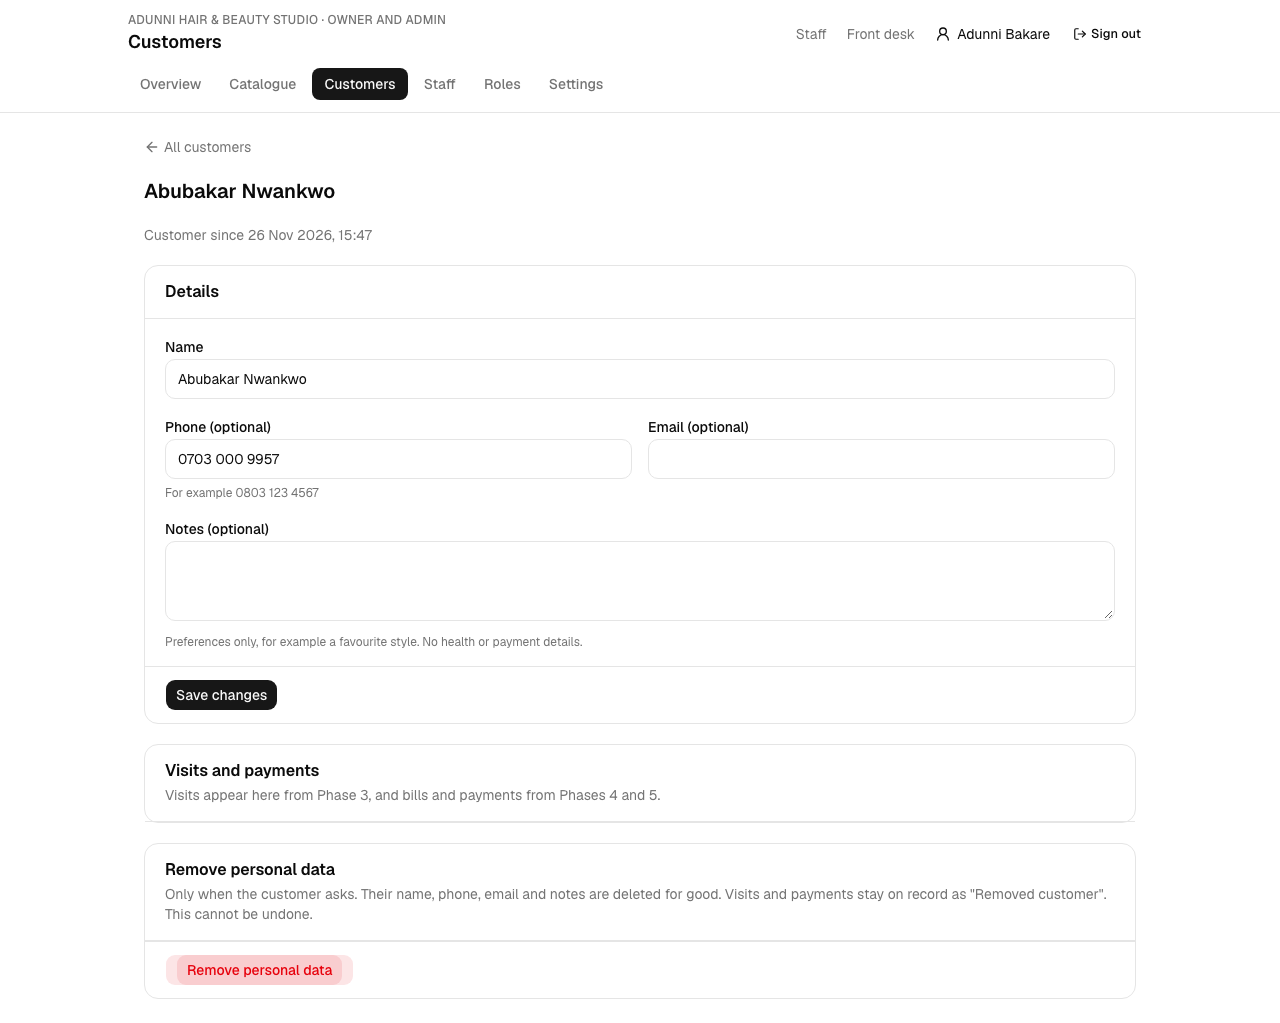 ADUNNI HAIR & BEAUTY STUDIO · OWNER AND ADMIN
Customers
Staff
Front desk
Adunni Bakare
Sign out
Overview
Catalogue
Customers
Staff
Roles
Settings
All customers
Abubakar Nwankwo
Customer since 26 Nov 2026, 15:47
Details
Name
Abubakar Nwankwo
Phone (optional)
Email (optional)
0703 000 9957
For example 0803 123 4567
Notes (optional)
Preferences only, for example a favourite style. No health or payment details.
Save changes
Visits and payments
Visits appear here from Phase 3, and bills and payments from Phases 4 and 5.
Remove personal data
Only when the customer asks. Their name, phone, email and notes are deleted for good. Visits and payments stay on record as "Removed customer".
This cannot be undone.
Remove personal data